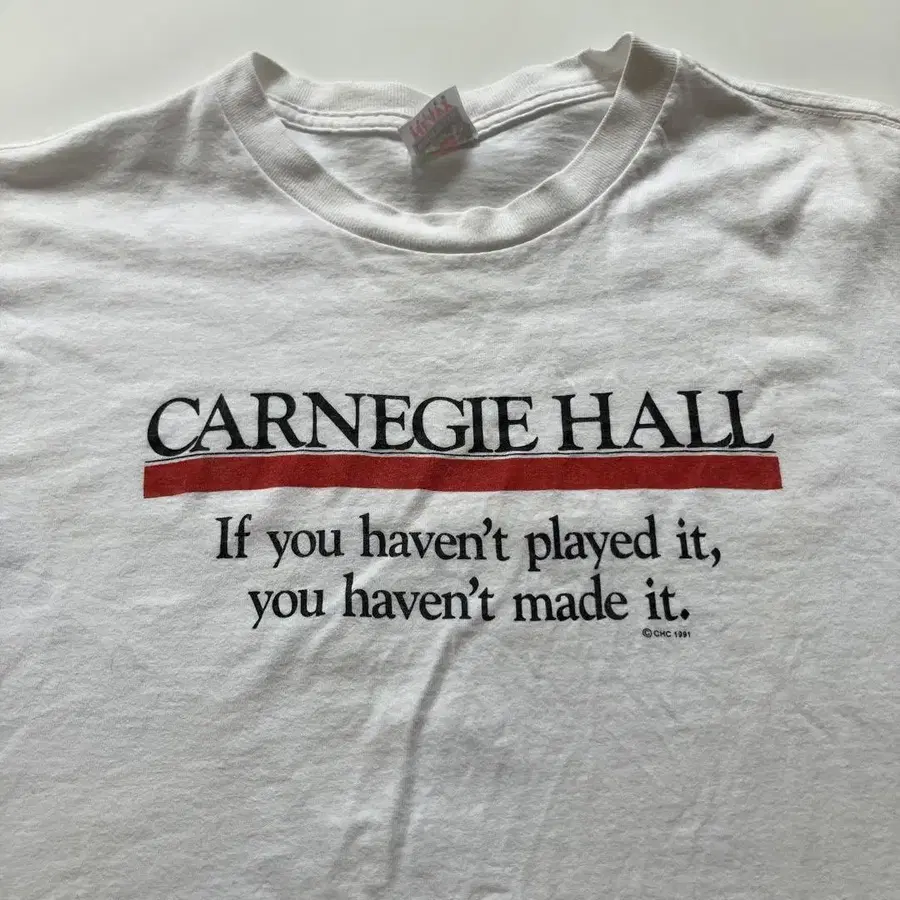 CARNEGIE HALL
If you haven't played it,
you haven't made it.
©CHC 1991